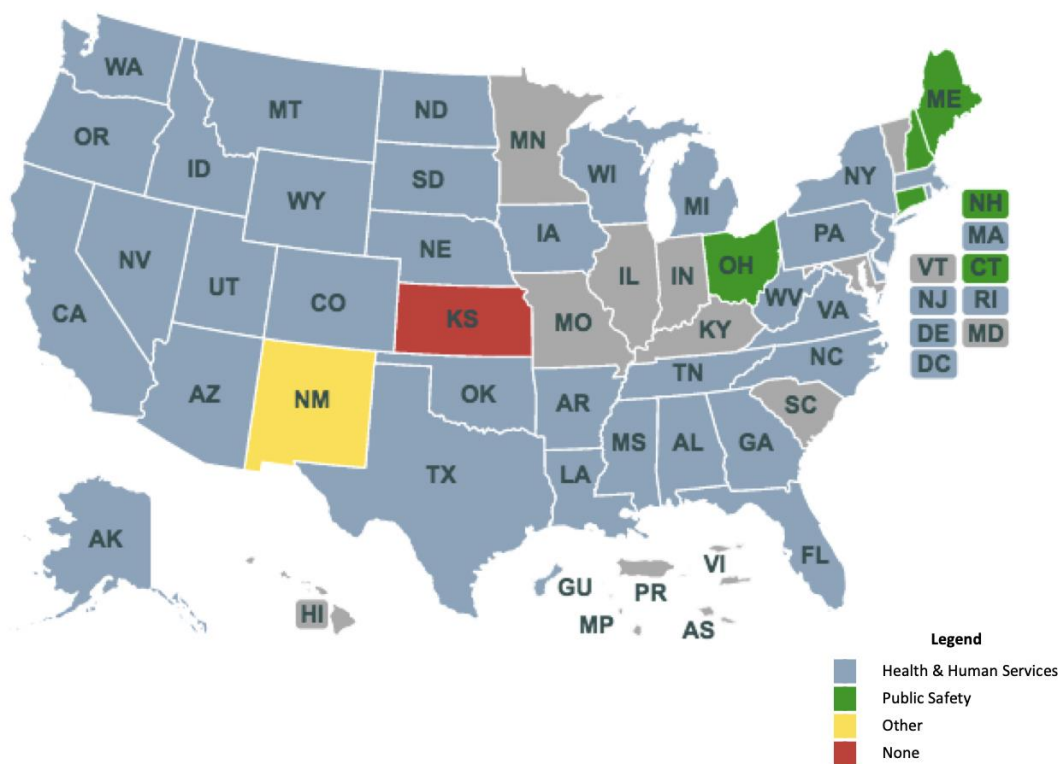 WA
MT
ND
MN
ME
OR
ID
SD
WI
NY
WY
MI
NH
NV
NE
IA
PA
MA
UT
CO
IL
IN
OH
VT
CT
CA
KS
MO
WV
VA
NJ
RI
KY
DE
MD
NC
DC
AZ
NM
OK
AR
TN
SC
TX
LA
MS
AL
GA
AK
FL
HI
GU
PR
VI
MP
AS
Legend
Health & Human Services
Public Safety
Other
None